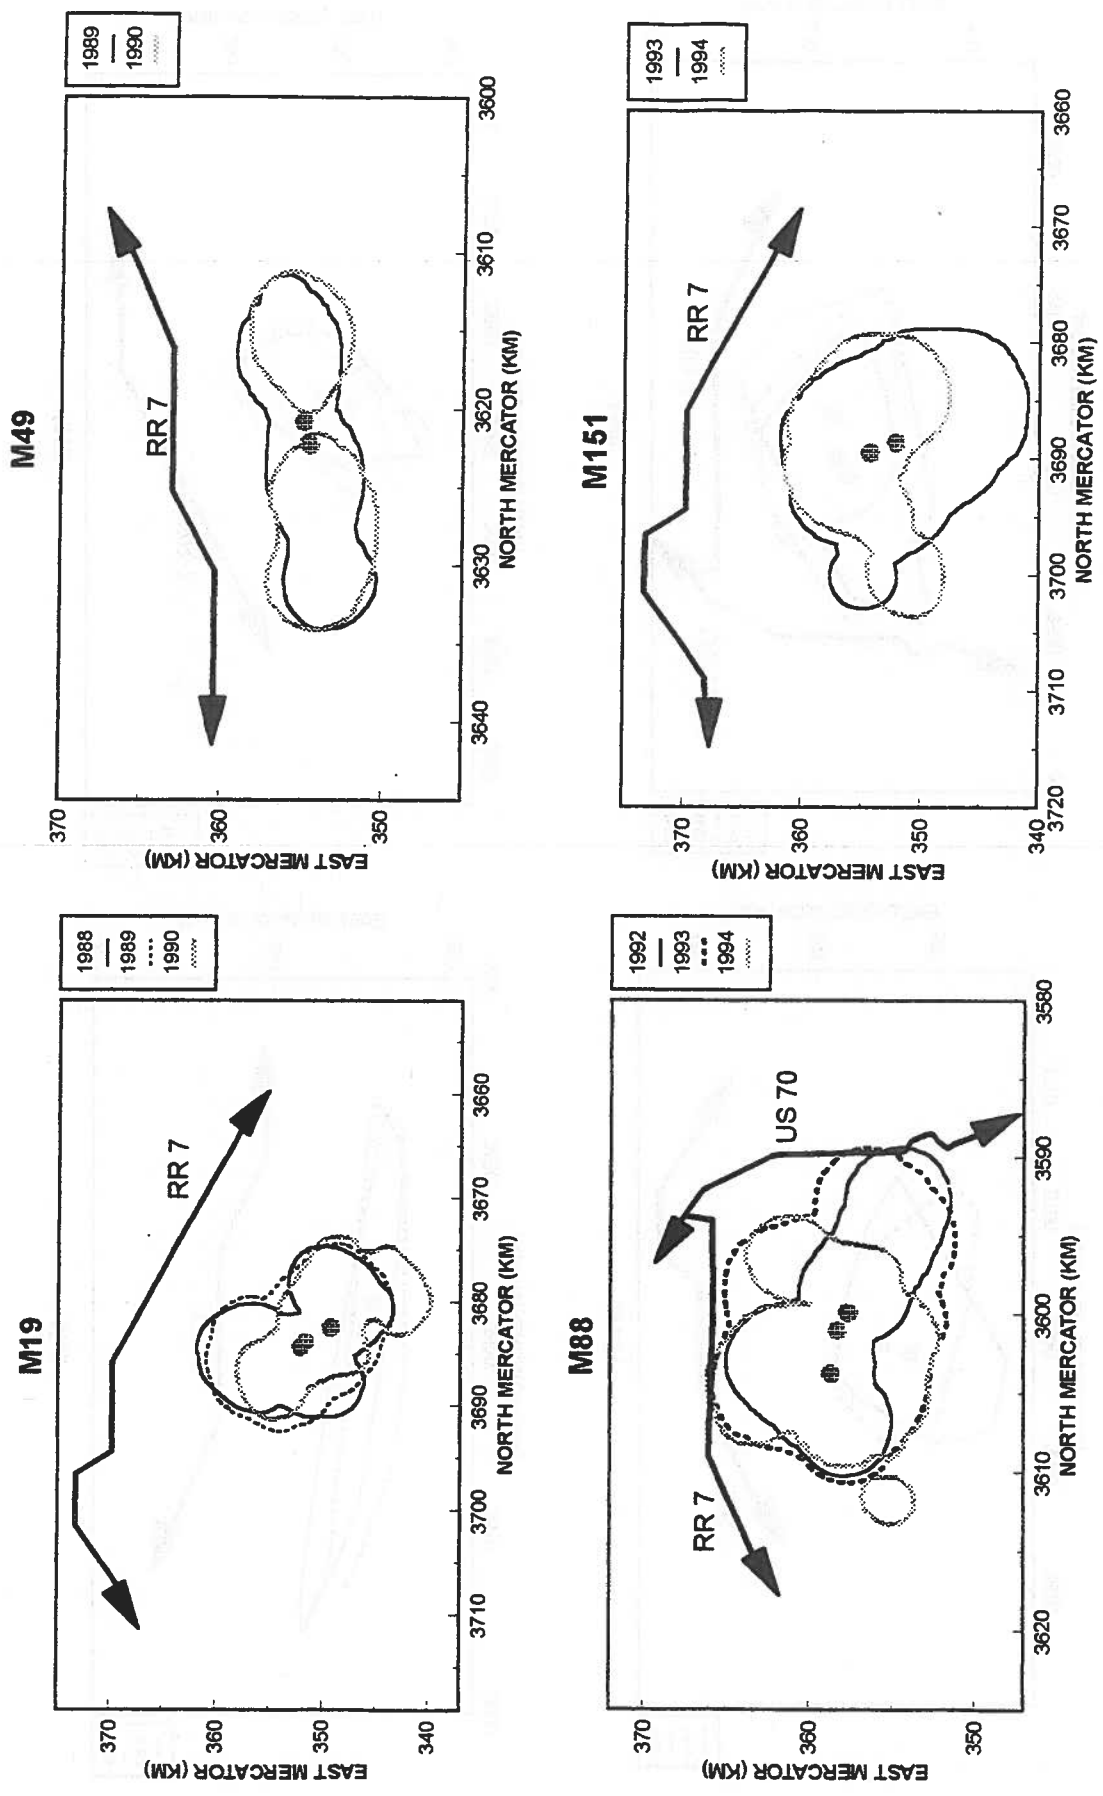 M19
1988
1989
1990
RR 7
370
360
350
340
EAST MERCATOR (KM)
3710
3700
3690
3680
3670
3660
NORTH MERCATOR (KM)
M49
1989
1990
RR 7
370
360
350
EAST MERCATOR (KM)
3640
3630
3620
3610
3600
NORTH MERCATOR (KM)
M88
1992
1993
1994
RR 7
US 70
370
360
350
EAST MERCATOR (KM)
3620
3610
3600
3590
3580
NORTH MERCATOR (KM)
M151
1993
1994
RR 7
370
360
350
340
EAST MERCATOR (KM)
3720
3710
3700
3690
3680
3670
3660
NORTH MERCATOR (KM)